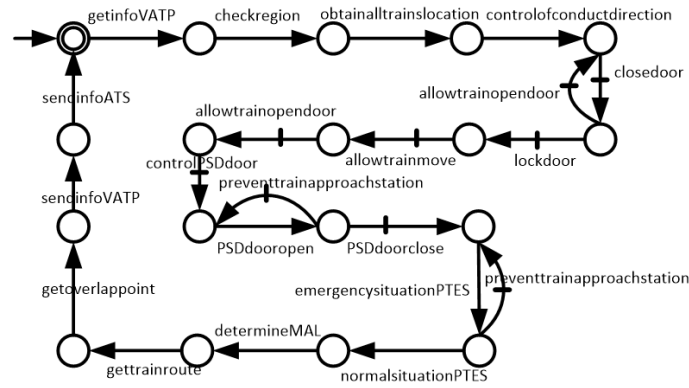 getinfoVATP
checkregion
obtainalltrainslocation
controlofconductdirection
closedoor
allowtrainopendoor
sendinfoATS
allowtrainopendoor
controlPSDdoor
allowtrainmove
lockdoor
preventtrainapproachstation
sendinfoVATP
PSDdooropen
PSDdoorclose
getoverlappoint
emergencysituationPTES
preventtrainapproachstation
determineMAL
gettrainroute
normalsituationPTES